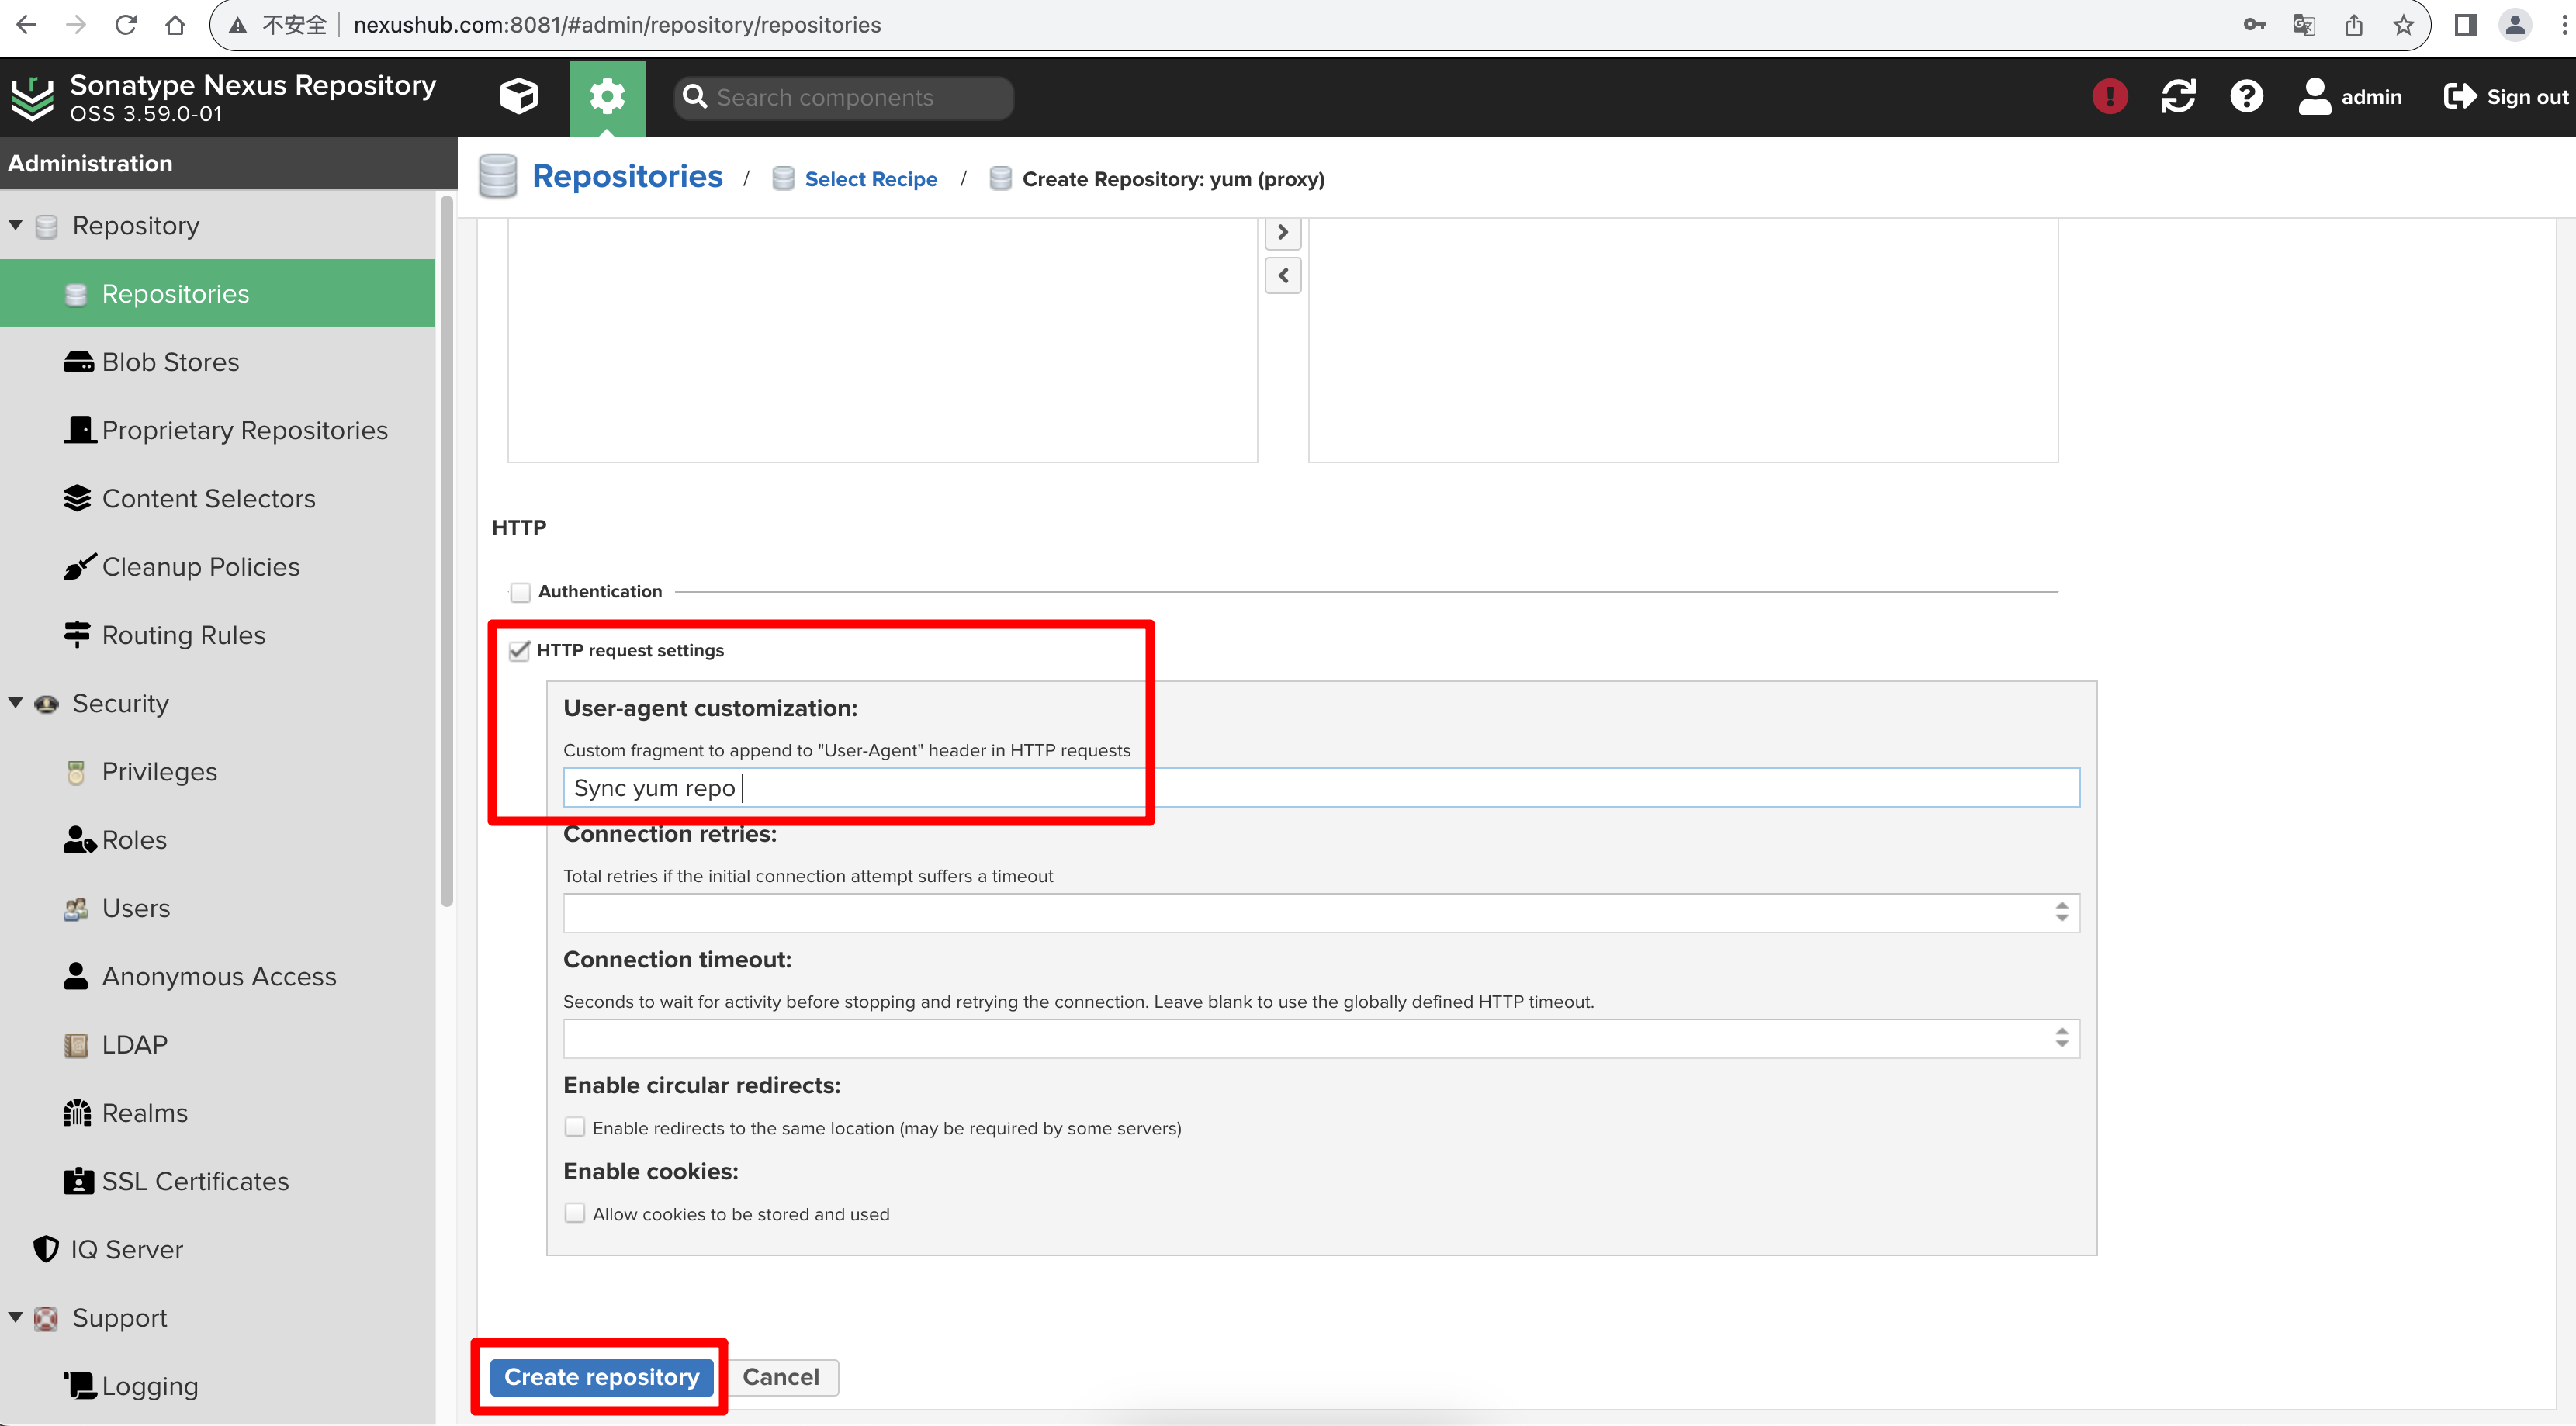 不安全 nexushub.com:8081/#admin/repository/repositories
Sonatype Nexus Repository
OSS 3.59.0-01
Search components
admin
Sign out
Administration
Repository
Repositories
Blob Stores
Proprietary Repositories
Content Selectors
Cleanup Policies
Routing Rules
Security
Privileges
Roles
Users
Anonymous Access
LDAP
Realms
SSL Certificates
IQ Server
Support
Logging
Repositories / Select Recipe / Create Repository: yum (proxy)
HTTP
Authentication
HTTP request settings
User-agent customization:
Custom fragment to append to "User-Agent" header in HTTP requests
Sync yum repo
Connection retries:
Total retries if the initial connection attempt suffers a timeout
Connection timeout:
Seconds to wait for activity before stopping and retrying the connection. Leave blank to use the globally defined HTTP timeout.
Enable circular redirects:
Enable redirects to the same location (may be required by some servers)
Enable cookies:
Allow cookies to be stored and used
Create repository
Cancel